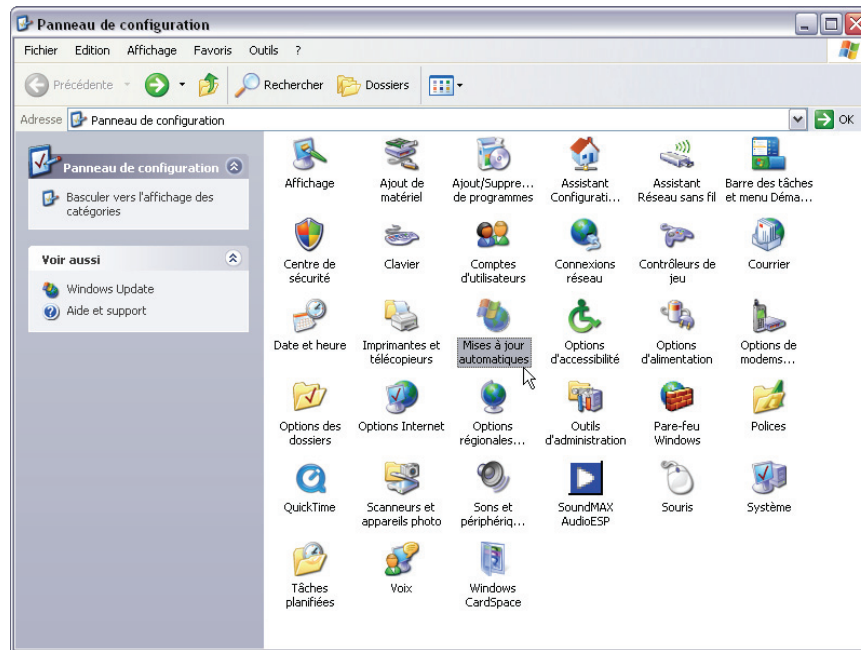 Panneau de configuration
Fichier Edition Affichage Favoris Outils ?
Précédente Rechercher Dossiers
Adresse Panneau de configuration OK
Panneau de configuration
Basculer vers l'affichage des
catégories
Voir aussi
Windows Update
Aide et support
Affichage
Ajout de
matériel
Ajout/Suppre...
de programmes
Assistant
Configurati...
Assistant
Réseau sans fil
Barre des tâches
et menu Déma...
Centre de
sécurité
Clavier
Comptes
d'utilisateurs
Connexions
réseau
Contrôleurs de
jeu
Courrier
Date et heure
Imprimantes et
télécopieurs
Mises à jour
automatiques
Options
d'accessibilité
Options
d'alimentation
Options de
modems...
Options des
dossiers
Options Internet
Options
régionales...
Outils
d'administration
Pare-feu
Windows
Polices
QuickTime
Scanneurs et
appareils photo
Sons et
périphériq...
SoundMAX
AudioESP
Souris
Système
Tâches
planifiées
Voix
Windows
CardSpace